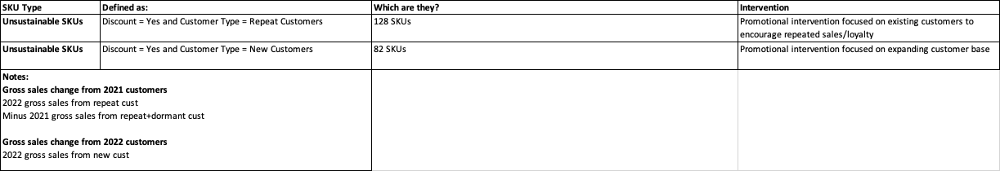 SKU Type Defined as: Which are they? Intervention
Unsustainable SKUs Discount = Yes and Customer Type = Repeat Customers 128 SKUs Promotional intervention focused on existing customers to
encourage repeated sales/loyalty
Unsustainable SKUs Discount = Yes and Customer Type = New Customers 82 SKUs Promotional intervention focused on expanding customer base
Notes:
Gross sales change from 2021 customers
2022 gross sales from repeat cust
Minus 2021 gross sales from repeat+dormant cust
Gross sales change from 2022 customers
2022 gross sales from new cust